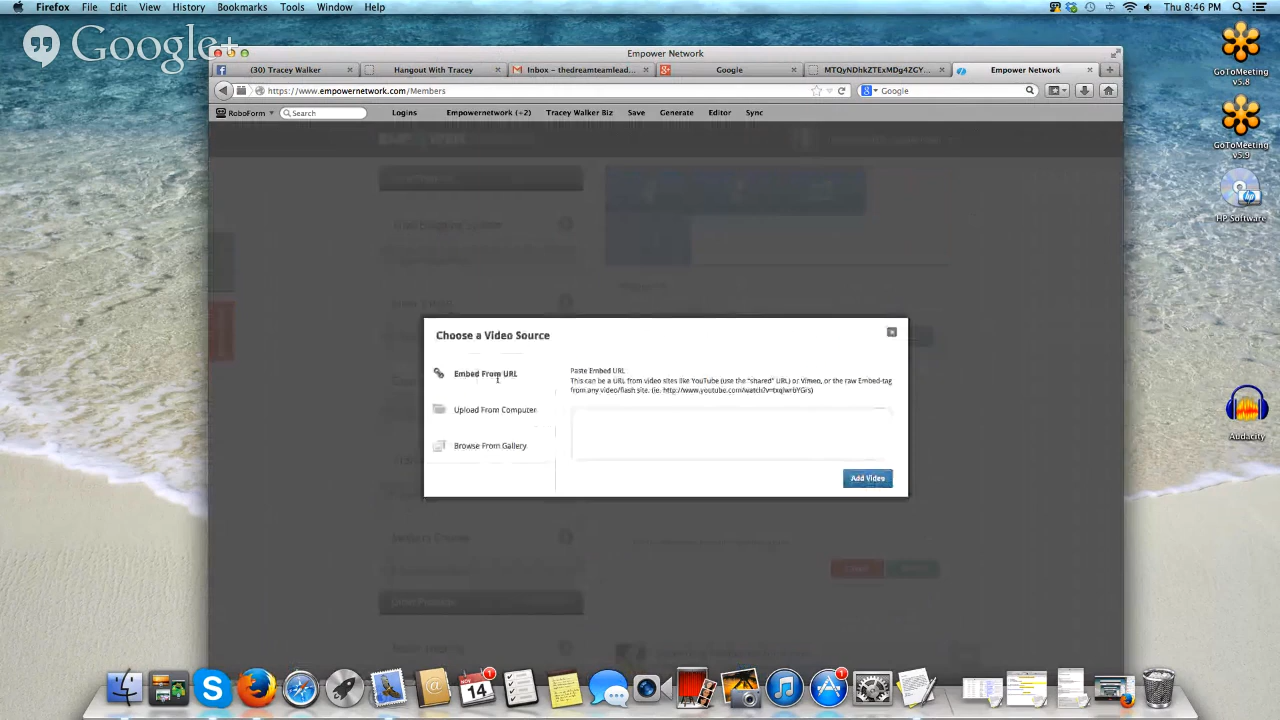 Firefox File Edit View History Bookmarks Tools Window Help
Thu 8:46 PM
Google+
Empower Network
(30) Tracey Walker
Hangout With Tracey
Inbox – thedreamteamlead...
Google
MTQyNDhkZTExMDg4ZCY...
Empower Network
https://www.empowernetwork.com/Members
Google
RoboForm
Search
Logins
Empowernetwork (+2)
Tracey Walker Biz
Save
Generate
Editor
Sync
GoToMeeting
v5.8
GoToMeeting
v5.9
HP Software
Audacity
Choose a Video Source
Embed From URL
Upload From Computer
Browse From Gallery
Paste Embed URL
This can be a URL from video sites like YouTube (use the "shared" URL) or Vimeo, or the raw Embed-tag
from any video/flash site.
Add Video
NOV
14
1
1